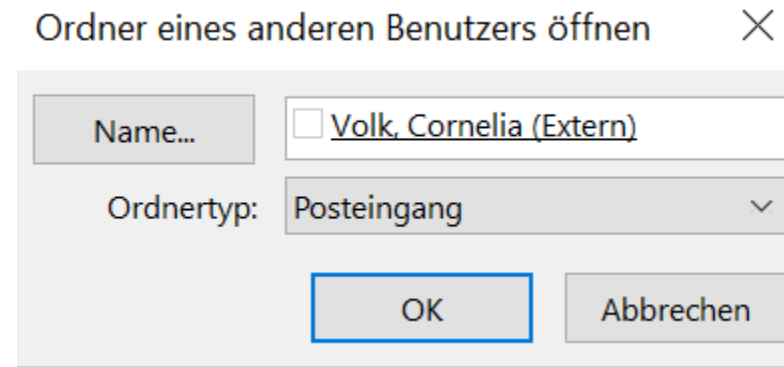 Ordner eines anderen Benutzers öffnen
Name... Volk, Cornelia (Extern)
Ordnertyp: Posteingang
OK Abbrechen